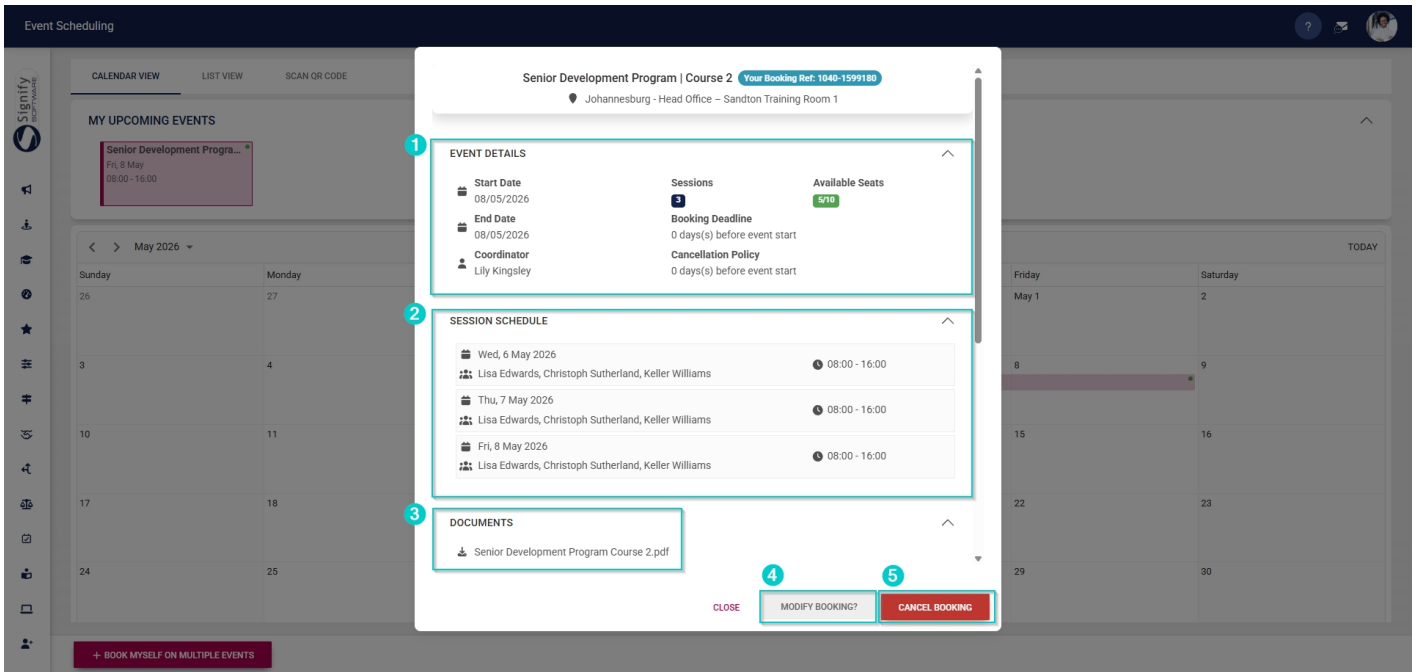 Event Scheduling
?
Signify
SOFTWARE
CALENDAR VIEW
LIST VIEW
SCAN QR CODE
MY UPCOMING EVENTS
Senior Development Progra...
Fri, 8 May
08:00 - 16:00
May 2026
TODAY
Sunday
Monday
Friday
Saturday
26
27
May 1
2
3
4
8
9
10
11
15
16
17
18
22
23
24
25
29
30
+ BOOK MYSELF ON MULTIPLE EVENTS
Senior Development Program | Course 2 Your Booking Ref: 1040-1599180
Johannesburg - Head Office – Sandton Training Room 1
1
EVENT DETAILS
Start Date
08/05/2026
Sessions
3
Available Seats
5/10
End Date
08/05/2026
Booking Deadline
0 days(s) before event start
Coordinator
Lily Kingsley
Cancellation Policy
0 days(s) before event start
2
SESSION SCHEDULE
Wed, 6 May 2026
Lisa Edwards, Christoph Sutherland, Keller Williams
08:00 - 16:00
Thu, 7 May 2026
Lisa Edwards, Christoph Sutherland, Keller Williams
08:00 - 16:00
Fri, 8 May 2026
Lisa Edwards, Christoph Sutherland, Keller Williams
08:00 - 16:00
3
DOCUMENTS
Senior Development Program Course 2.pdf
4
5
CLOSE
MODIFY BOOKING?
CANCEL BOOKING